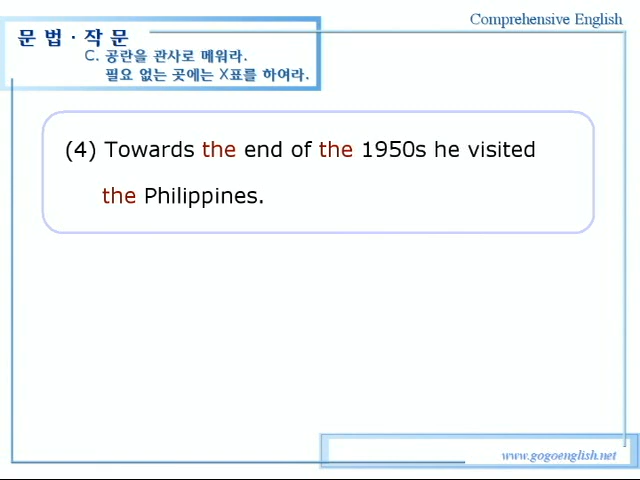 Comprehensive English
문 법 · 작 문
C. 공란을 관사로 메워라.
필요 없는 곳에는 X표를 하여라.
(4) Towards the end of the 1950s he visited
the Philippines.
www.gogoenglish.net